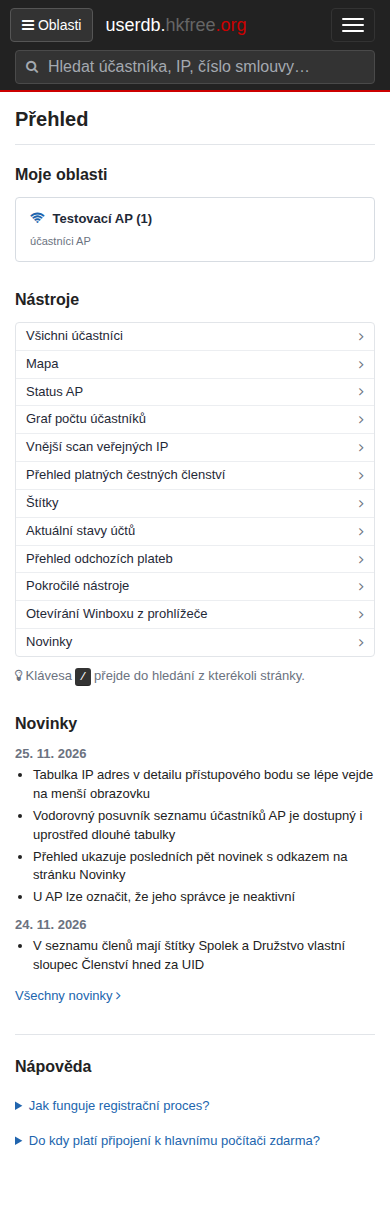 Oblasti userdb.hkfree.org
Hledat účastníka, IP, číslo smlouvy…
Přehled
Moje oblasti
Testovací AP (1)
účastníci AP
Nástroje
Všichni účastníci
Mapa
Status AP
Graf počtu účastníků
Vnější scan veřejných IP
Přehled platných čestných členství
Štítky
Aktuální stavy účtů
Přehled odchozích plateb
Pokročilé nástroje
Otevírání Winboxu z prohlížeče
Novinky
Klávesa / přejde do hledání z kterékoli stránky.
Novinky
25. 11. 2026
• Tabulka IP adres v detailu přístupového bodu se lépe vejde
na menší obrazovku
• Vodorovný posuvník seznamu účastníků AP je dostupný i
uprostřed dlouhé tabulky
• Přehled ukazuje posledních pět novinek s odkazem na
stránku Novinky
• U AP lze označit, že jeho správce je neaktivní
24. 11. 2026
• V seznamu členů mají štítky Spolek a Družstvo vlastní
sloupec Členství hned za UID
Všechny novinky
Nápověda
Jak funguje registrační proces?
Do kdy platí připojení k hlavnímu počítači zdarma?